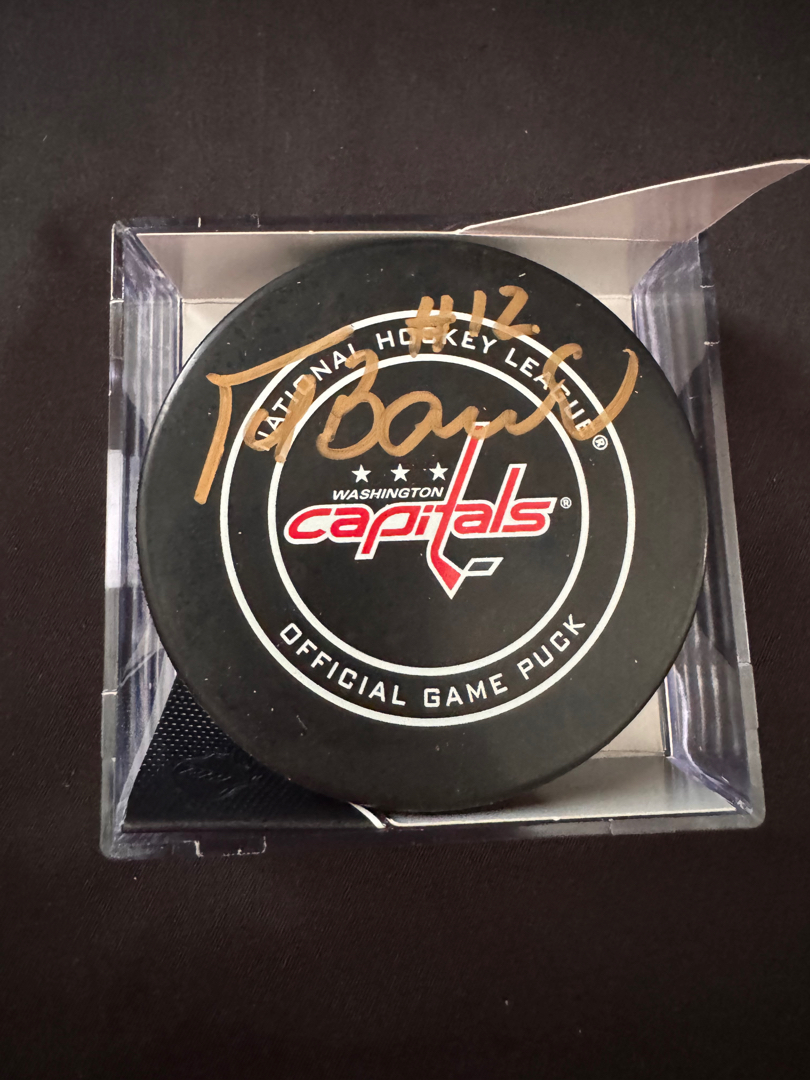 #12
NATIONAL HOCKEY LEAGUE®
WASHINGTON
capitals®
OFFICIAL GAME PUCK